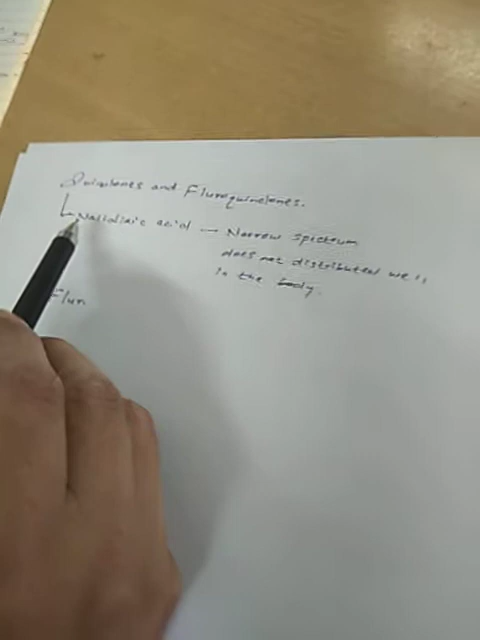 Quinolones and Fluroquinolones.
Nalidixic acid — Narrow spectrum
does not distributed well
in the body.
Flun